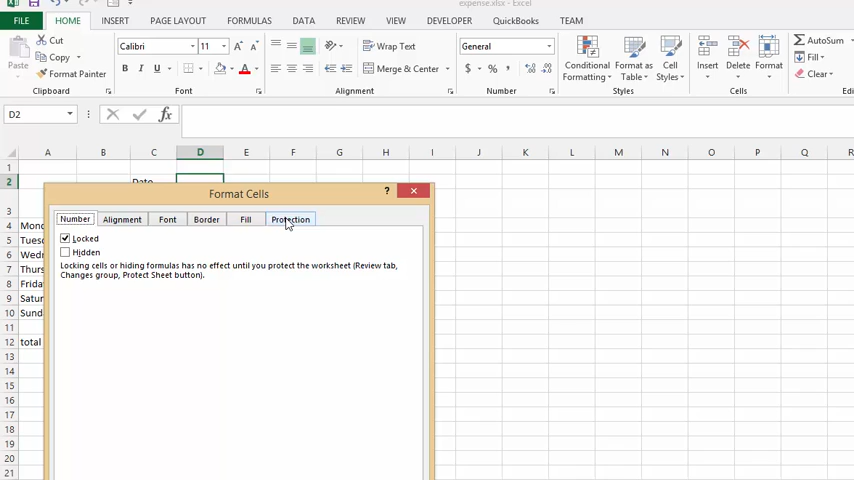 expense.xlsx - Excel
FILE HOME INSERT PAGE LAYOUT FORMULAS DATA REVIEW VIEW DEVELOPER QuickBooks TEAM
Cut Calibri 11 A A Wrap Text General AutoSum
Copy Fill
Paste Format Painter B I U A Merge & Center $ % , Conditional Formatting Format as Table Cell Styles Insert Delete Format Clear
Clipboard Font Alignment Number Styles Cells
D2 fx
A B C D E F G H I J K L M N O P Q R
1
2 Date
Format Cells ?
3
Number Alignment Font Border Fill Protection
4 Mond
5 Tuesd
Locked
6 Wedn
Hidden
7 Thurs
Locking cells or hiding formulas has no effect until you protect the worksheet (Review tab,
Changes group, Protect Sheet button).
8 Friday
9 Satur
10 Sunda
11
12 total
13
14
15
16
17
18
19
20
21